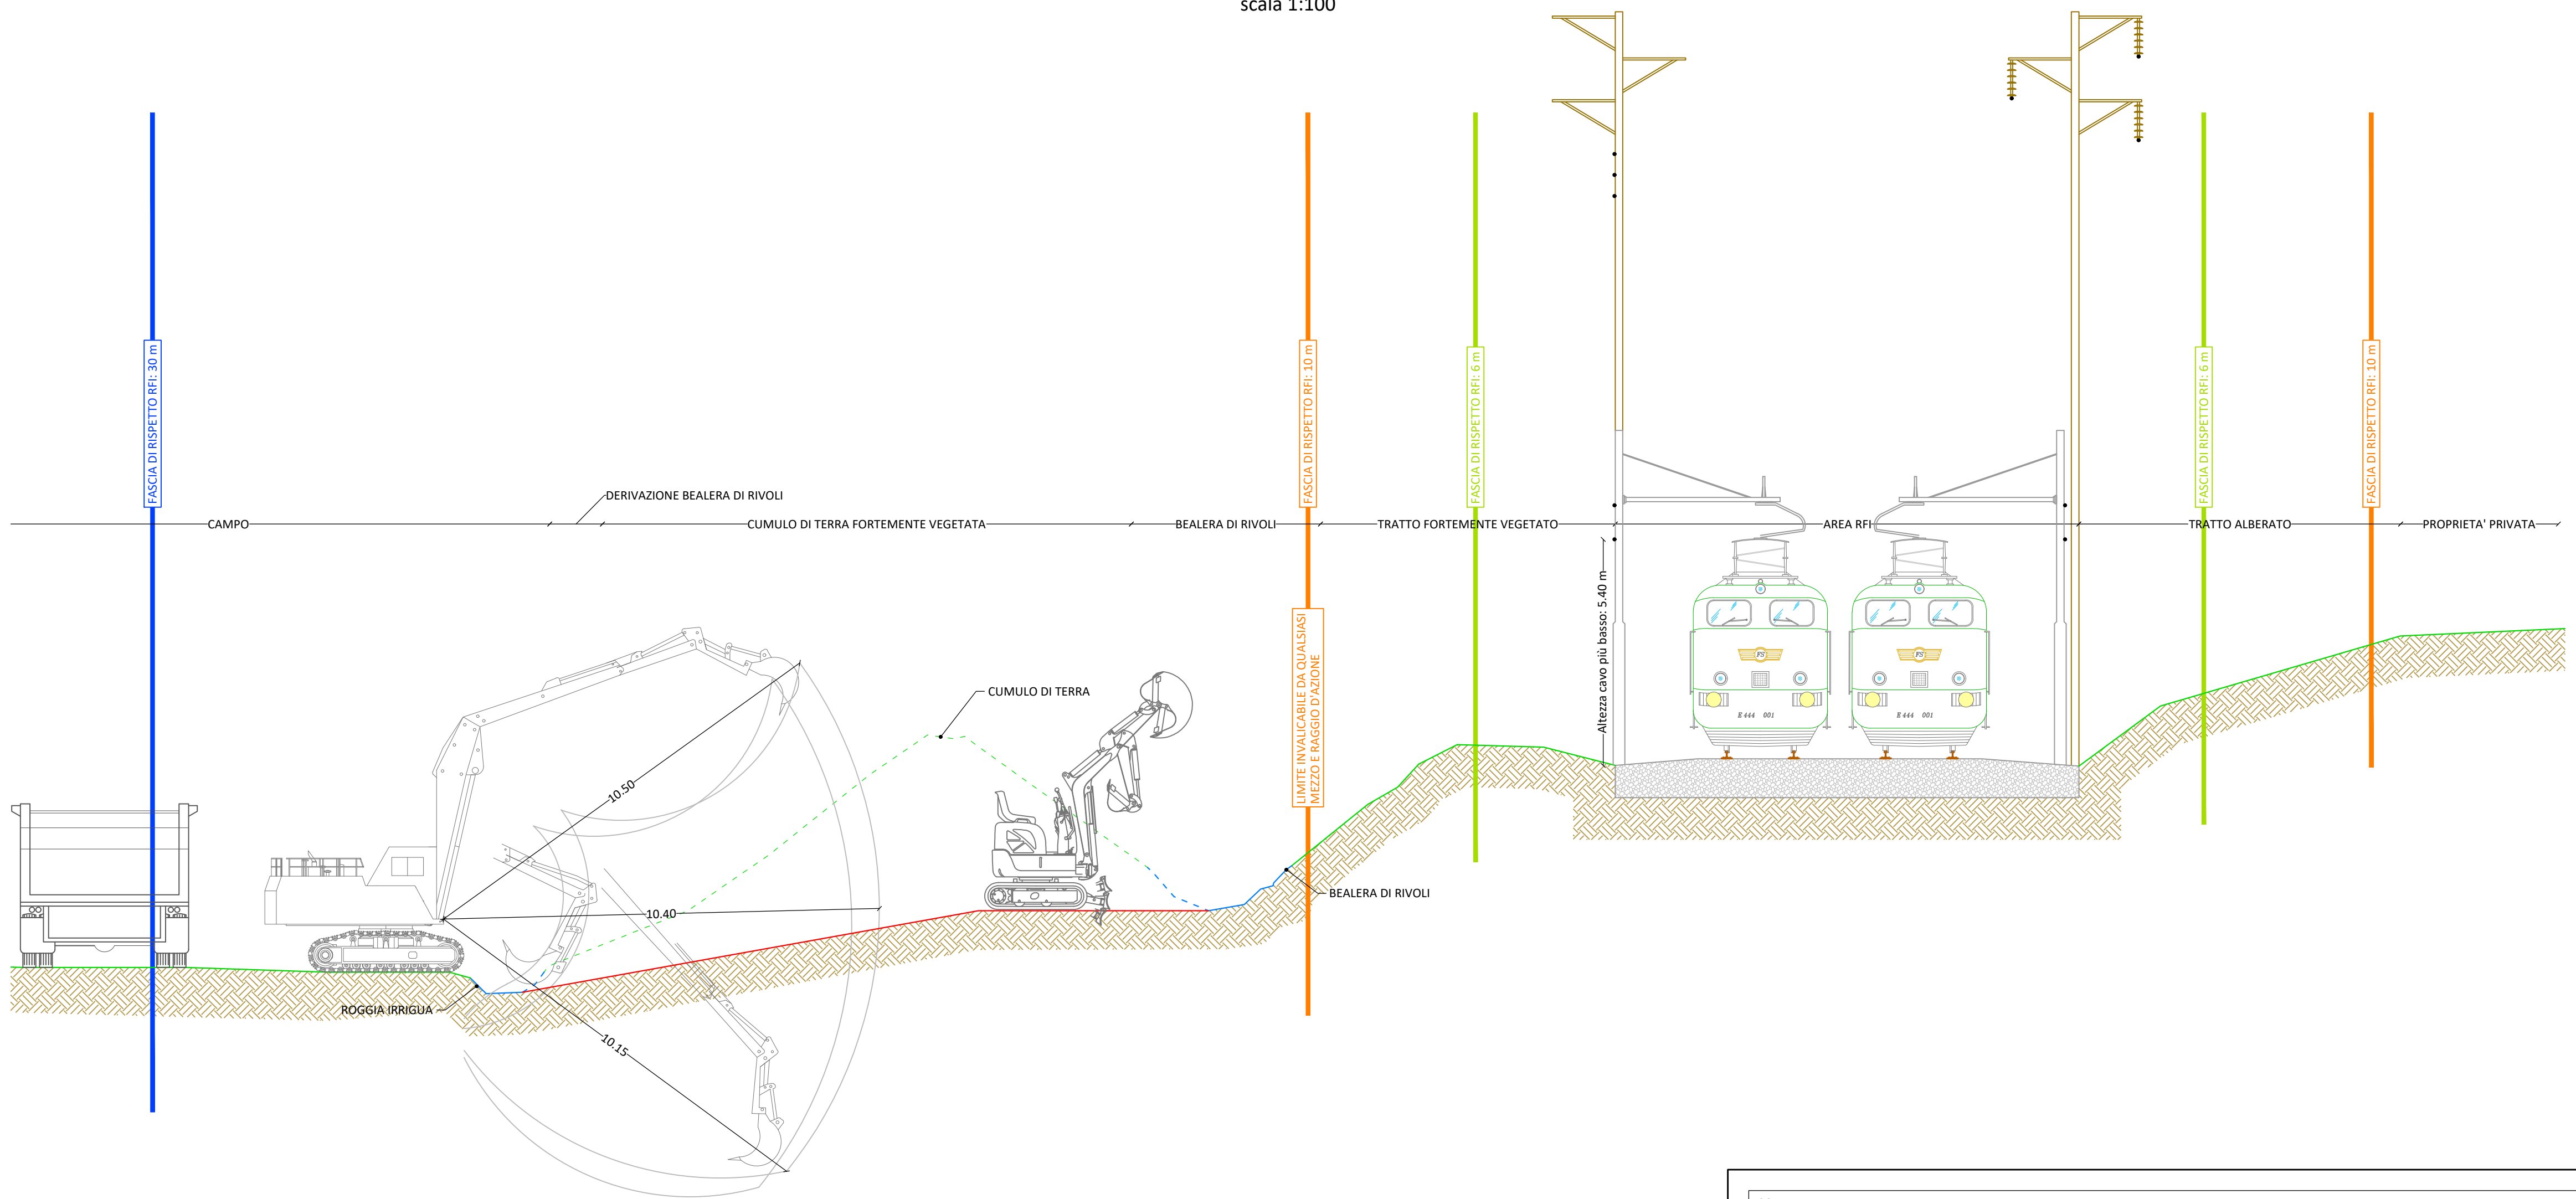 scala 1:100
FASCIA DI RISPETTO RFI: 30 m
FASCIA DI RISPETTO RFI: 10 m
FASCIA DI RISPETTO RFI: 6 m
FASCIA DI RISPETTO RFI: 6 m
FASCIA DI RISPETTO RFI: 10 m
DERIVAZIONE BEALERA DI RIVOLI
CAMPO
CUMULO DI TERRA FORTEMENTE VEGETATA
BEALERA DI RIVOLI
TRATTO FORTEMENTE VEGETATO
AREA RFI
TRATTO ALBERATO
PROPRIETA' PRIVATA
Altezza cavo più basso: 5.40 m
LIMITE INVALICABILE DA QUALSIASI
MEZZO E RAGGIO D'AZIONE
CUMULO DI TERRA
FS
FS
E 444 001
E 444 001
10.50
10.40
10.15
BEALERA DI RIVOLI
ROGGIA IRRIGUA